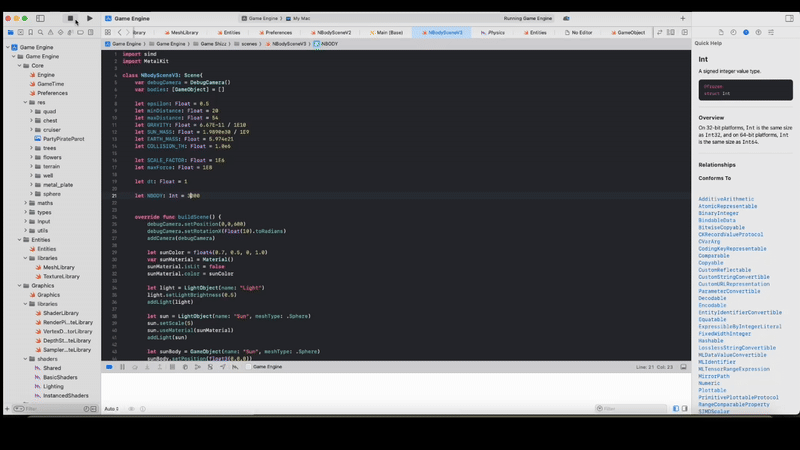 Game Engine
Game Engine
My Mac
Running Game Engine
MeshLibrary
Entities
Preferences
NBodySceneV2
Main (Base)
NBodySceneV3
Physics
Entities
No Editor
GameObject
Game Engine
Game Engine
Game Shizz
scenes
NBodySceneV3
NBODY
Game Engine
Game Engine
Core
Engine
GameTime
Preferences
res
quad
chest
cruiser
PartyPirateParot
trees
flowers
terrain
well
metal_plate
sphere
maths
types
input
utils
Entities
Entities
libraries
MeshLibrary
TextureLibrary
Graphics
Graphics
libraries
ShaderLibrary
RenderPi...teLibrary
VertexD...torLibrary
DepthSt...teLibrary
Sampler...teLibrary
shaders
Shared
BasicShaders
Lighting
InstancedShaders
Filter
import simd
import MetalKit
class NBodySceneV3: Scene{
var debugCamera = DebugCamera()
var bodies: [GameObject] = []
let epsilon: Float = 0.5
let minDistance: Float = 20
let maxDistance: Float = 54
let GRAVITY: Float = 6.67e-11 / 1E10
let SUN_MASS: Float = 1.9890e30 / 1E9
let EARTH_MASS: Float = 5.974e21
let COLLISION_TH: Float = 1.0e6
let SCALE_FACTOR: Float = 1E6
let maxForce: Float = 1E8
let dt: Float = 1
21
override func buildScene() {
debugCamera.setPosition(0,0,600)
debugCamera.setRotationX(Float(10).toRadians)
addCamera(debugCamera)
let sunColor = float4(0.7, 0.5, 0, 1.0)
var sunMaterial = Material()
sunMaterial.isLit = false
sunMaterial.color = sunColor
let light = LightObject(name: "Light")
light.setLightBrightness(0.5)
addLight(light)
let sun = LightObject(name: "Sun", meshType: .Sphere)
sun.setScale(5)
sun.useMaterial(sunMaterial)
addLight(sun)
let sunBody = GameObject(name: "Sun", meshType: .Sphere)
sunBody.setPosition(float3(0,0,0))
Game Engine
Line: 21 Col: 23
Auto
Filter
Quick Help
Int
A signed integer value type.
@frozen
struct Int
Overview
On 32-bit platforms, Int is the same size
as Int32, and on 64-bit platforms, Int
is the same size as Int64.
Relationships
Conforms To
AdditiveArithmetic
AtomicRepresentable
BinaryInteger
BindableData
BitwiseCopyable
CKRecordValueProtocol
CVarArg
CodingKeyRepresentable
Comparable
Copyable
CustomReflectable
CustomStringConvertible
CustomURLRepresentation
ParameterConvertible
Decodable
Encodable
EntityIdentifierConvertible
Equatable
ExpressibleByIntegerLiteral
FixedWidthInteger
Hashable
LosslessStringConvertible
MLDataValueConvertible
MLIdentifier
MLTensorRangeExpression
MirrorPath
Numeric
Plottable
PrimitivePlottableProtocol
RangeComparableProperty
SIMDScalar